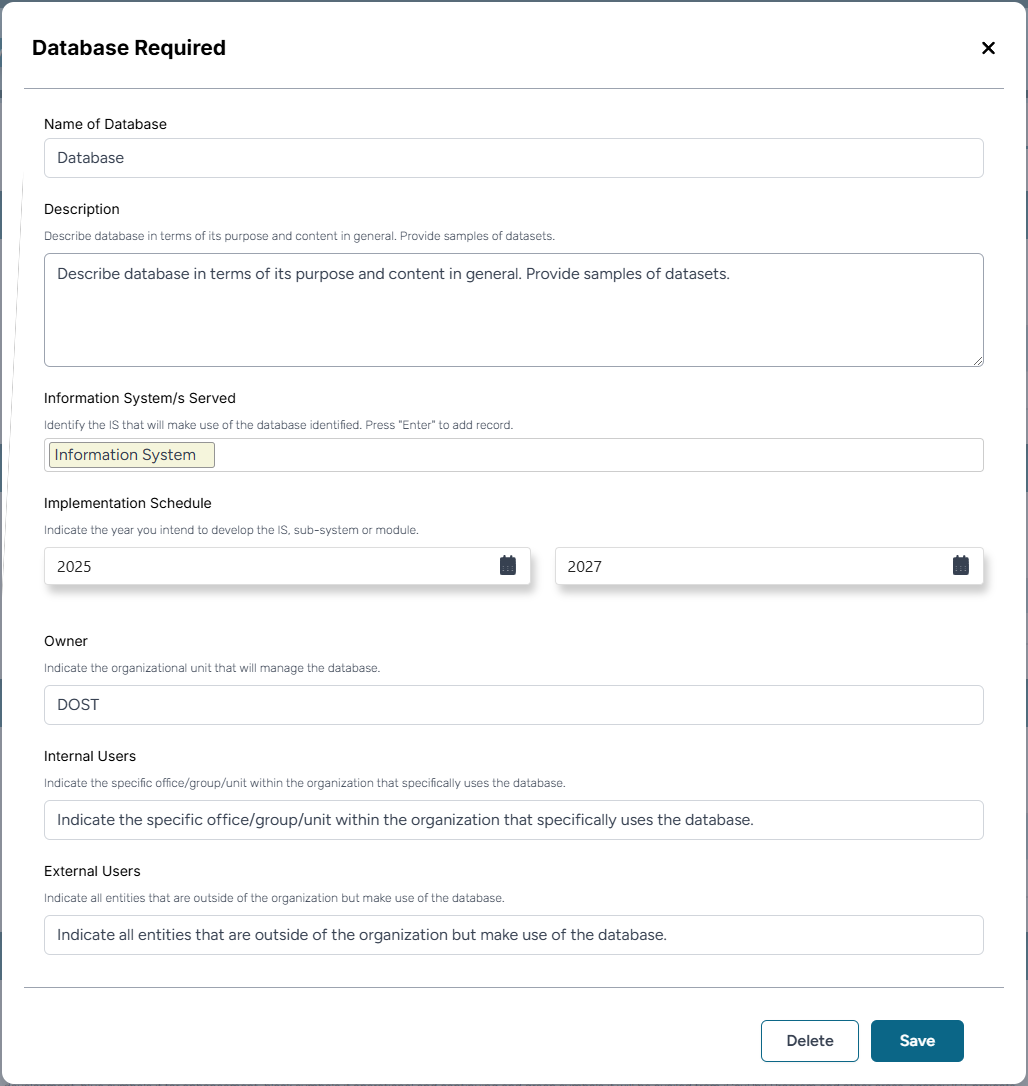 Database Required
Name of Database
Database
Description
Describe database in terms of its purpose and content in general. Provide samples of datasets.
Describe database in terms of its purpose and content in general. Provide samples of datasets.
Information System/s Served
Identify the IS that will make use of the database identified. Press "Enter" to add record.
Information System
Implementation Schedule
Indicate the year you intend to develop the IS, sub-system or module.
2025 2027
Owner
Indicate the organizational unit that will manage the database.
DOST
Internal Users
Indicate the specific office/group/unit within the organization that specifically uses the database.
Indicate the specific office/group/unit within the organization that specifically uses the database.
External Users
Indicate all entities that are outside of the organization but make use of the database.
Indicate all entities that are outside of the organization but make use of the database.
Delete Save